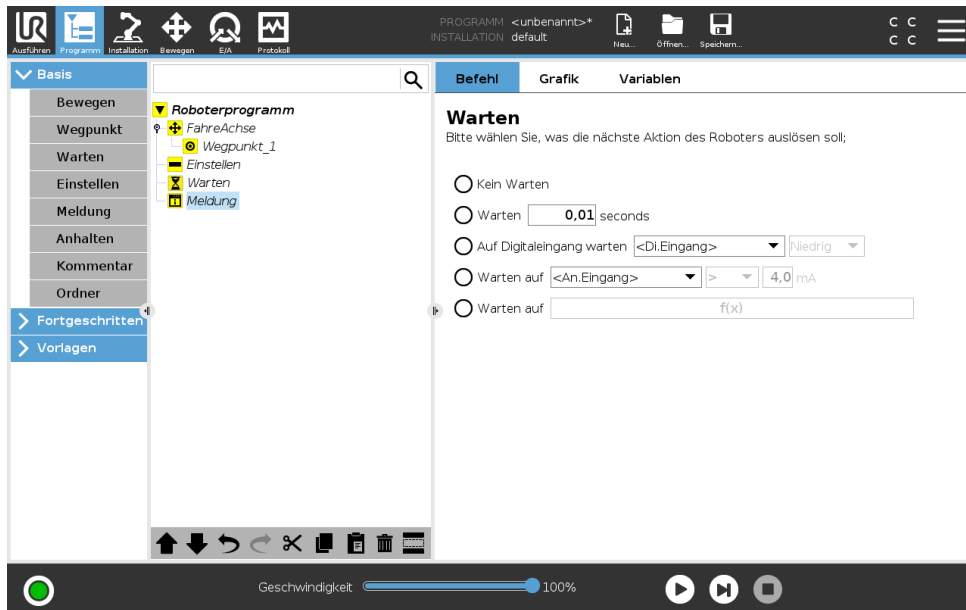 PROGRAMM <unbenannt>*
INSTALLATION default
UR
Ausführen Programm Installation Bewegen E/A Protokoll
Neu... Öffnen... Speichern...
C C
C C
Basis
Bewegen
Wegpunkt
Warten
Einstellen
Meldung
Anhalten
Kommentar
Ordner
Fortgeschritten
Vorlagen
Roboterprogramm
FahreAchse
Wegpunkt_1
Einstellen
Warten
Meldung
Befehl Grafik Variablen
Warten
Bitte wählen Sie, was die nächste Aktion des Roboters auslösen soll;
Kein Warten
Warten 0,01 seconds
Auf Digitaleingang warten <Di.Eingang> Niedrig
Warten auf <An.Eingang> > 4,0 mA
Warten auf f(x)
Geschwindigkeit 100%